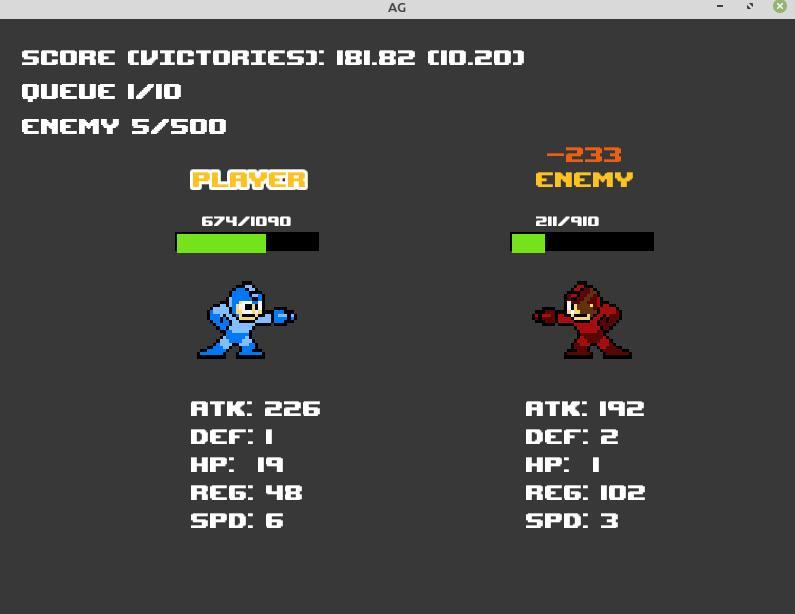 AG
SCORE (VICTORIES): 181.82 (10.20)
QUEUE 1/10
ENEMY 5/500
-233
PLAYER
ENEMY
674/1090
211/910
ATK: 226
DEF: 1
HP: 19
REG: 48
SPD: 6
ATK: 192
DEF: 2
HP: 1
REG: 102
SPD: 3